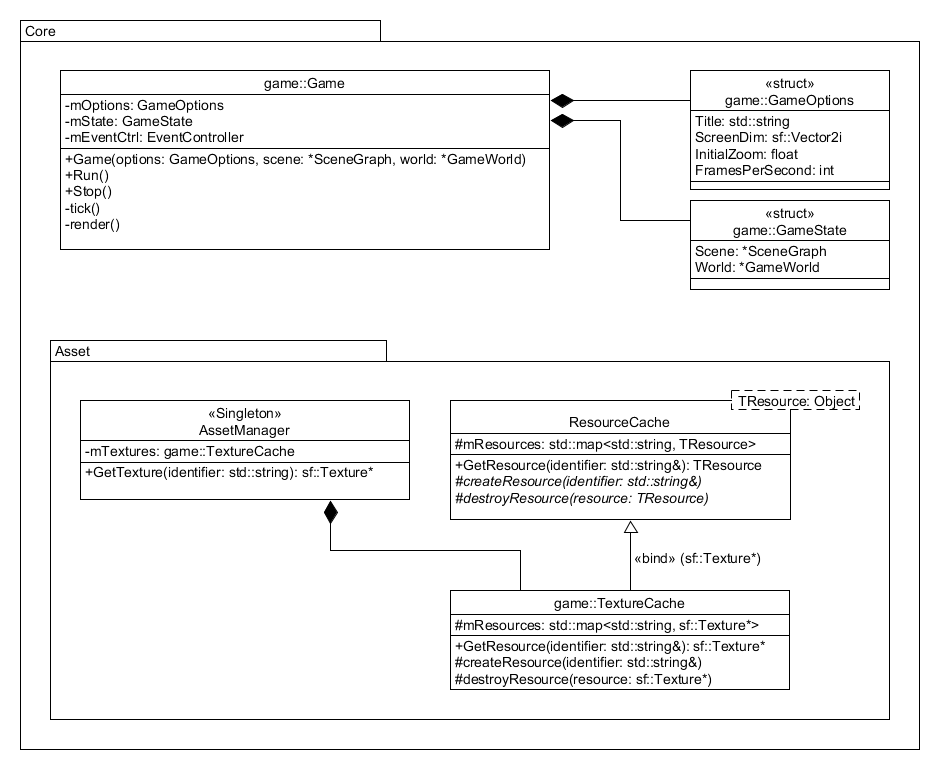 Core
game::Game
-mOptions: GameOptions
-mState: GameState
-mEventCtrl: EventController
+Game(options: GameOptions, scene: *SceneGraph, world: *GameWorld)
+Run()
+Stop()
-tick()
-render()
«struct»
game::GameOptions
Title: std::string
ScreenDim: sf::Vector2i
InitialZoom: float
FramesPerSecond: int
«struct»
game::GameState
Scene: *SceneGraph
World: *GameWorld
Asset
«Singleton»
AssetManager
-mTextures: game::TextureCache
+GetTexture(identifier: std::string): sf::Texture*
TResource: Object
ResourceCache
#mResources: std::map<std::string, TResource>
+GetResource(identifier: std::string&): TResource
#createResource(identifier: std::string&)
#destroyResource(resource: TResource)
«bind» (sf::Texture*)
game::TextureCache
#mResources: std::map<std::string, sf::Texture*>
+GetResource(identifier: std::string&): sf::Texture*
#createResource(identifier: std::string&)
#destroyResource(resource: sf::Texture*)